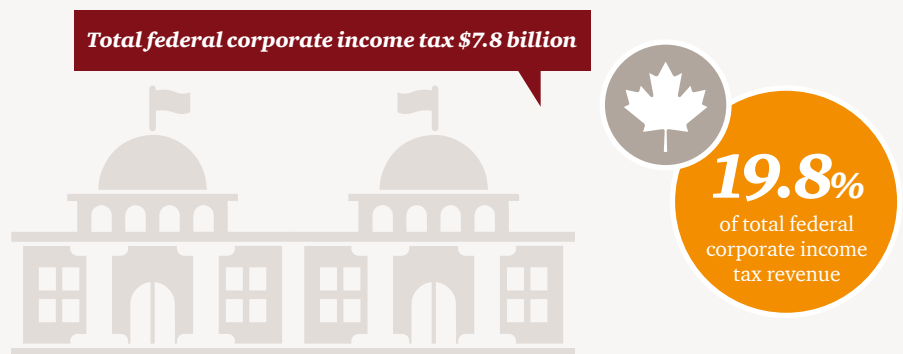 Total federal corporate income tax $7.8 billion
19.8%
of total federal
corporate income
tax revenue